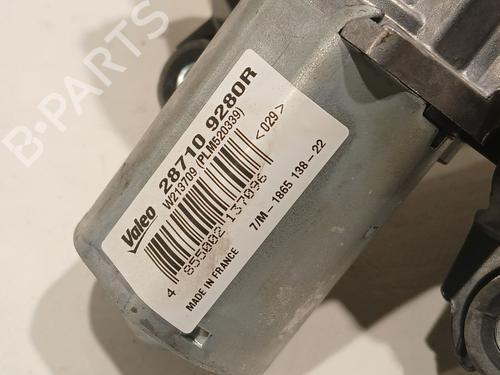 B-PARTS
Valeo 28710 9280R
W213709 (PLM520339)
<029>
4 855002 137096
MADE IN FRANCE 7/M-1865 138-22